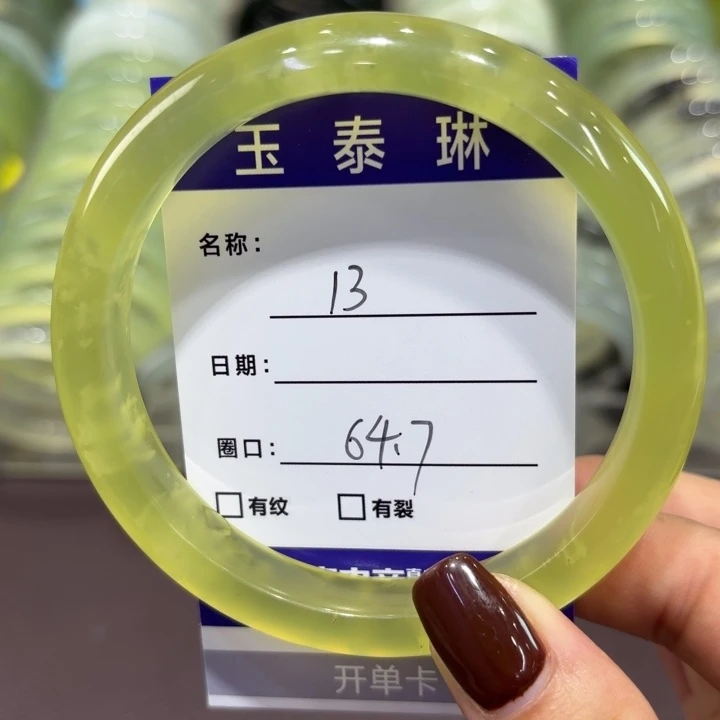 玉泰琳
名称：
13
日期：
圈口：64.7
□有纹 □有裂
开单卡